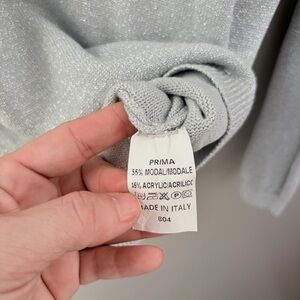 PRIMA
55% MODAL/MODALE
45% ACRYLIC/ACRILICO
MADE IN ITALY
804